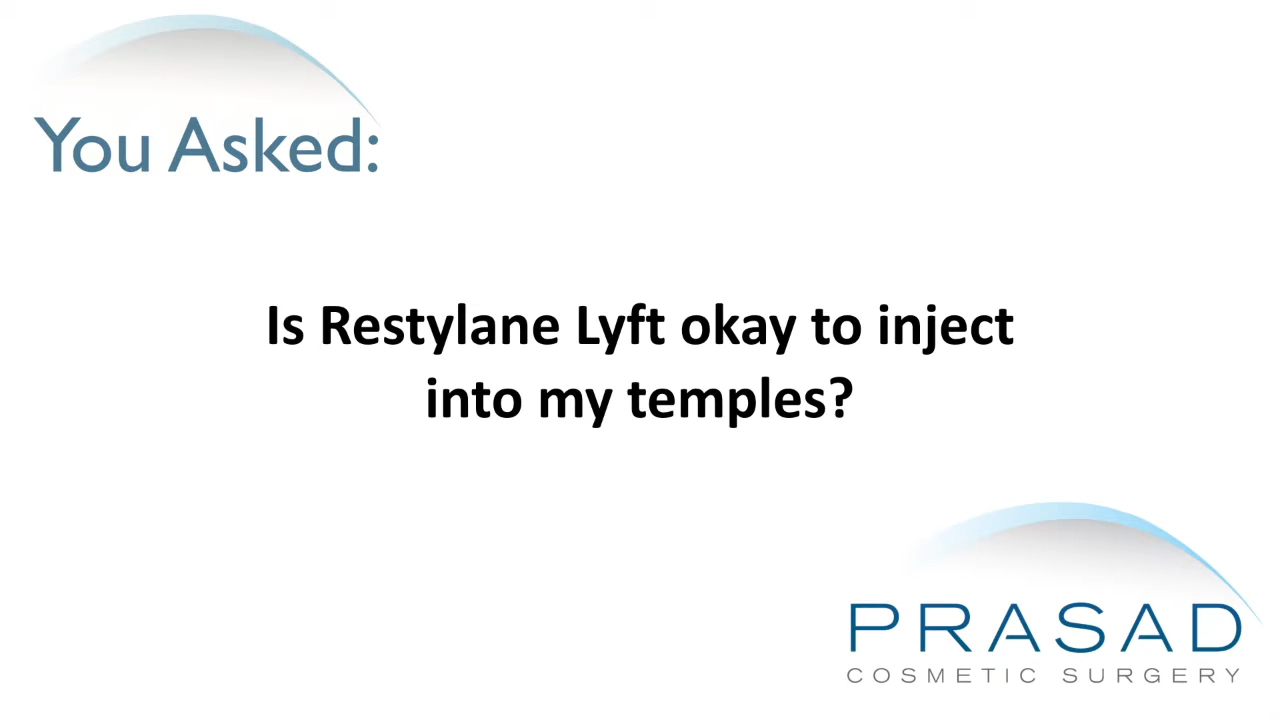 You Asked:
Is Restylane Lyft okay to inject
into my temples?
PRASAD
COSMETIC SURGERY